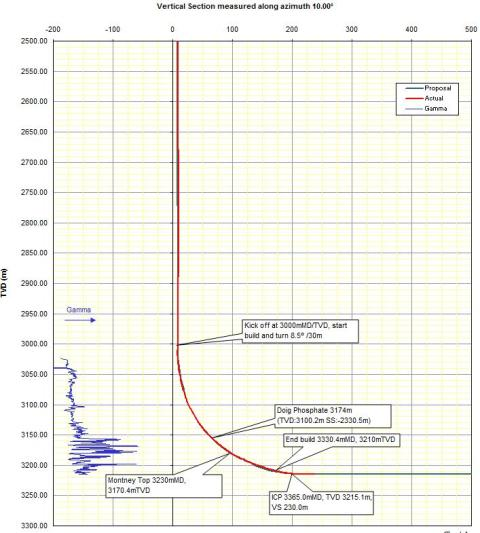 Vertical Section measured along azimuth 10.00°
-200 -100 0 100 200 300 400 500
2500.00
2550.00
2600.00
2650.00
2700.00
2750.00
2800.00
2850.00
2900.00
2950.00
3000.00
3050.00
3100.00
3150.00
3200.00
3250.00
3300.00
TVD (m)
Proposal
Actual
Gamma
Gamma
Kick off at 3000mMD/TVD, start
build and turn 8.5º /30m
Doig Phosphate 3174m
(TVD:3100.2m SS:-2330.5m)
End build 3330.4mMD, 3210mTVD
Montney Top 3230mMD,
3170.4mTVD
ICP 3365.0mMD, TVD 3215.1m,
VS 230.0m